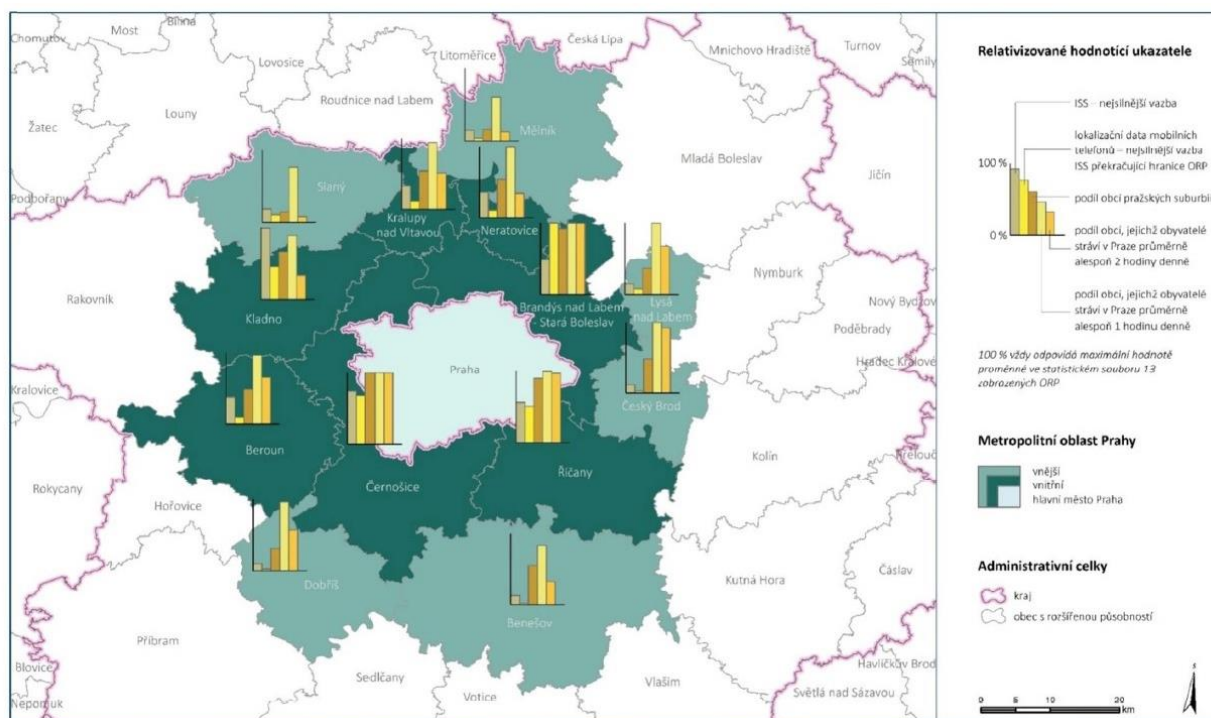 Chomutov
Most
Bílina
Litoměřice
Česká Lípa
Mnichovo Hradiště
Turnov
Semily
Lovosice
Roudnice nad Labem
Louny
Žatec
Mělník
Mladá Boleslav
Jičín
Podbořany
Slaný
Kralupy
nad Vltavou
Neratovice
Rakovník
Kladno
Brandýs nad Labem
- Stará Boleslav
Lysá
nad Labem
Nymburk
Nový Bydžov
Poděbrady
Hradec Králové
Praha
Kralovice
Český Brod
Beroun
Kolín
Přelouč
Říčany
Černošice
Rokycany
Hořovice
Dobříš
Benešov
Kutná Hora
Čáslav
Příbram
Blovice
Nepomuk
Sedlčany
Votice
Vlašim
Havlíčkův Brod
Světlá nad Sázavou
Relativizované hodnotící ukazatele
ISS – nejsilnější vazba
lokalizační data mobilních
telefonů – nejsilnější vazba
ISS překračující hranice ORP
100 %
podíl obcí pražských suburbií
0 %
podíl obcí, jejichž obyvatelé
stráví v Praze průměrně
alespoň 2 hodiny denně
podíl obcí, jejichž obyvatelé
stráví v Praze průměrně
alespoň 1 hodinu denně
100 % vždy odpovídá maximální hodnotě
proměnné ve statistickém souboru 13
zobrazených ORP
Metropolitní oblast Prahy
vnější
vnitřní
hlavní město Praha
Administrativní celky
kraj
obec s rozšířenou působností
0 5 10 20
km